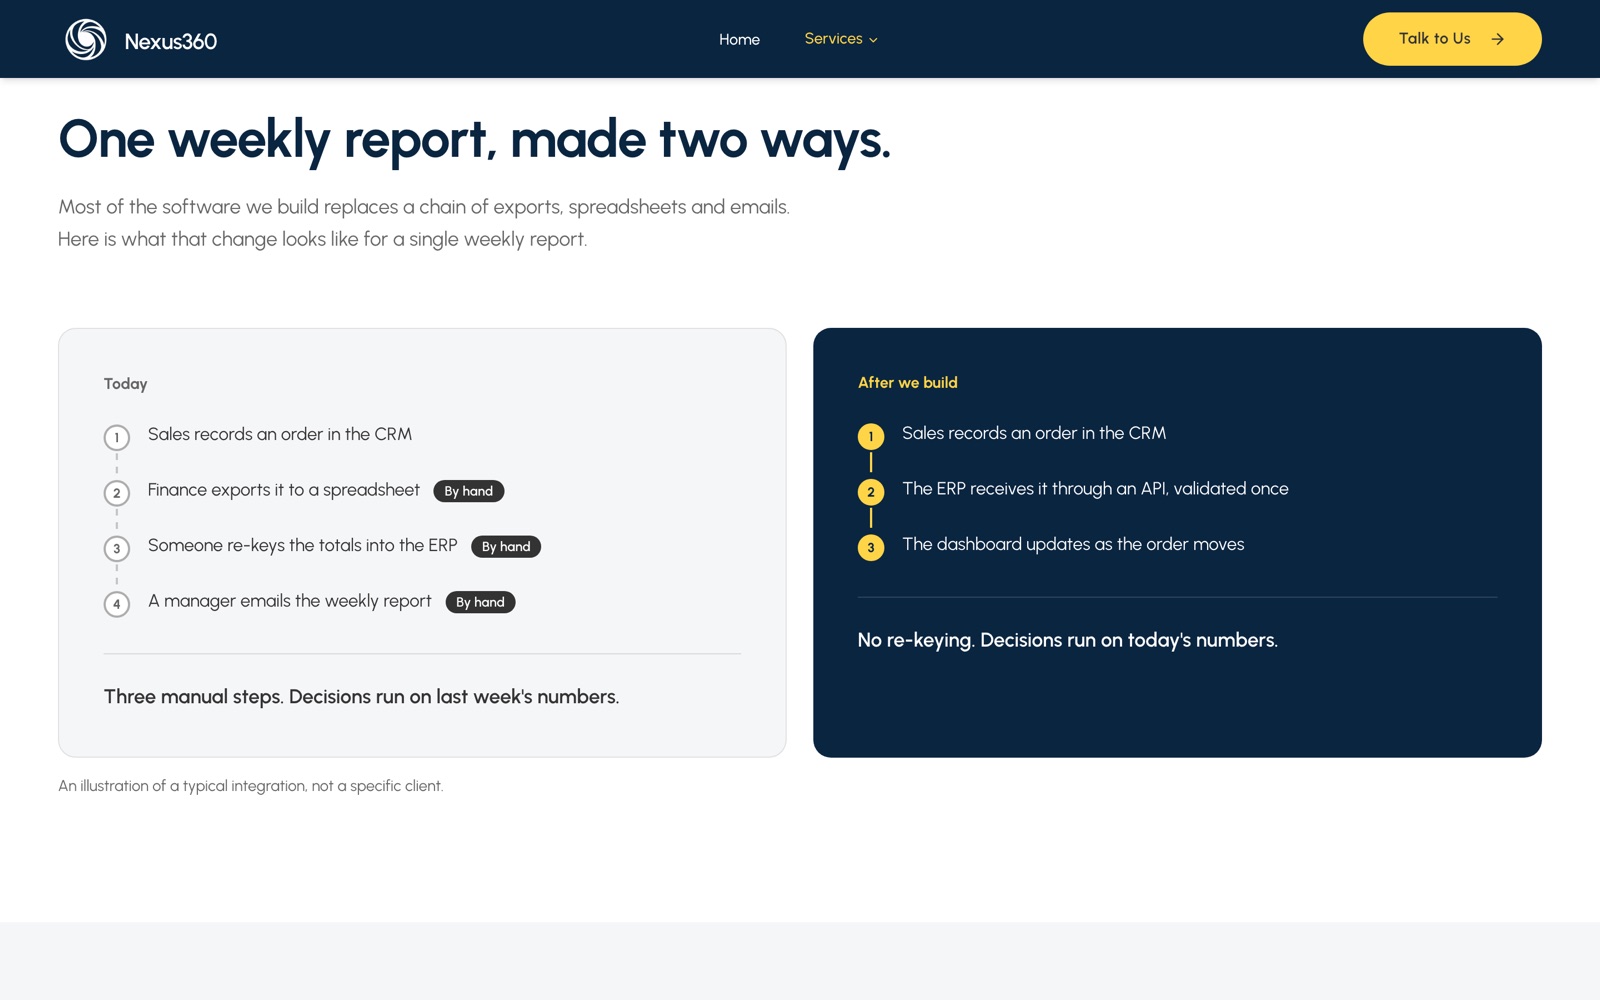 Nexus360
Home
Services
Talk to Us
One weekly report, made two ways.
Most of the software we build replaces a chain of exports, spreadsheets and emails.
Here is what that change looks like for a single weekly report.
Today
1 Sales records an order in the CRM
2 Finance exports it to a spreadsheet By hand
3 Someone re-keys the totals into the ERP By hand
4 A manager emails the weekly report By hand
Three manual steps. Decisions run on last week's numbers.
After we build
1 Sales records an order in the CRM
2 The ERP receives it through an API, validated once
3 The dashboard updates as the order moves
No re-keying. Decisions run on today's numbers.
An illustration of a typical integration, not a specific client.